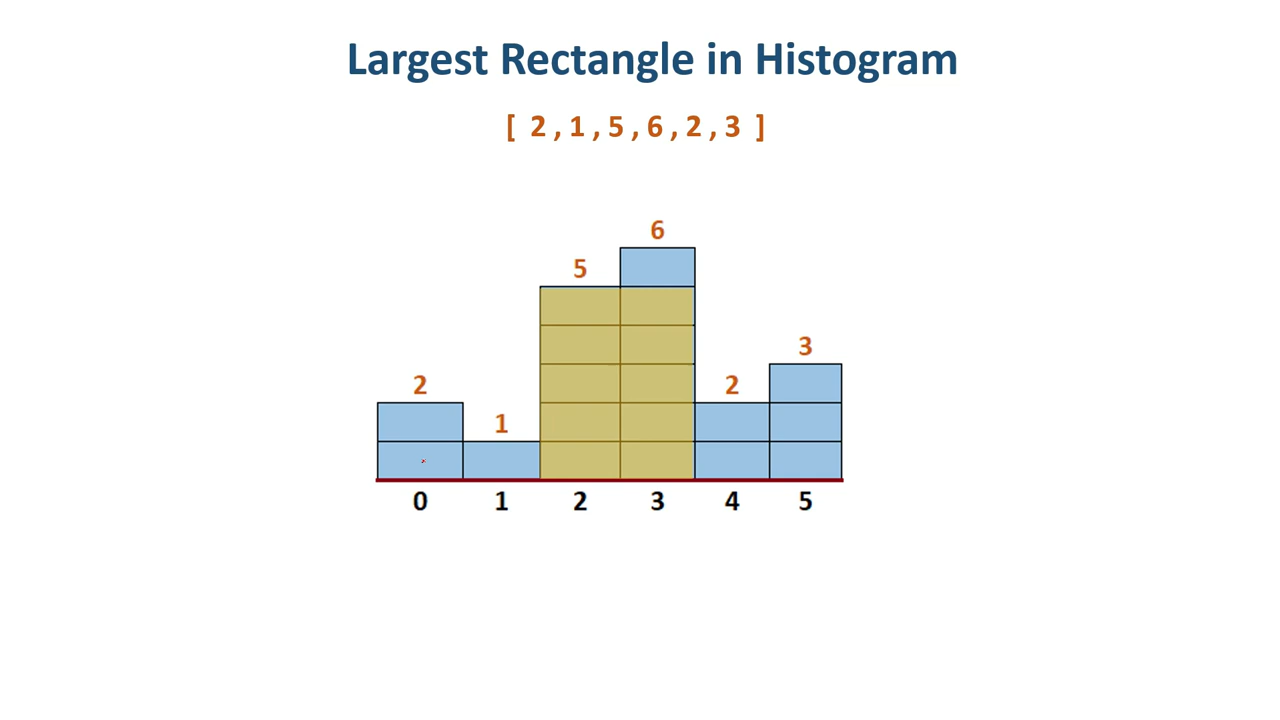 Largest Rectangle in Histogram
[ 2 , 1 , 5 , 6 , 2 , 3 ]
6
5
3
2 2
1
0 1 2 3 4 5